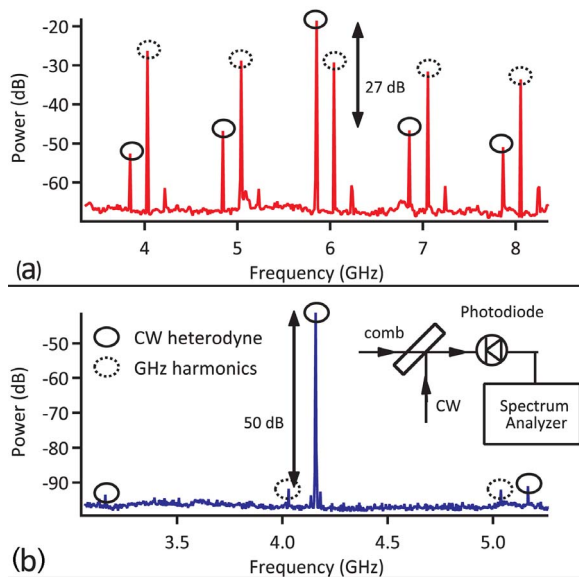 -20
-30
-40
-50
-60
Power (dB)
27 dB
4
5
6
7
8
Frequency (GHz)
(a)
-50
-60
-70
-80
-90
Power (dB)
CW heterodyne
GHz harmonics
50 dB
Photodiode
comb
CW
Spectrum
Analyzer
3.5
4.0
4.5
5.0
Frequency (GHz)
(b)